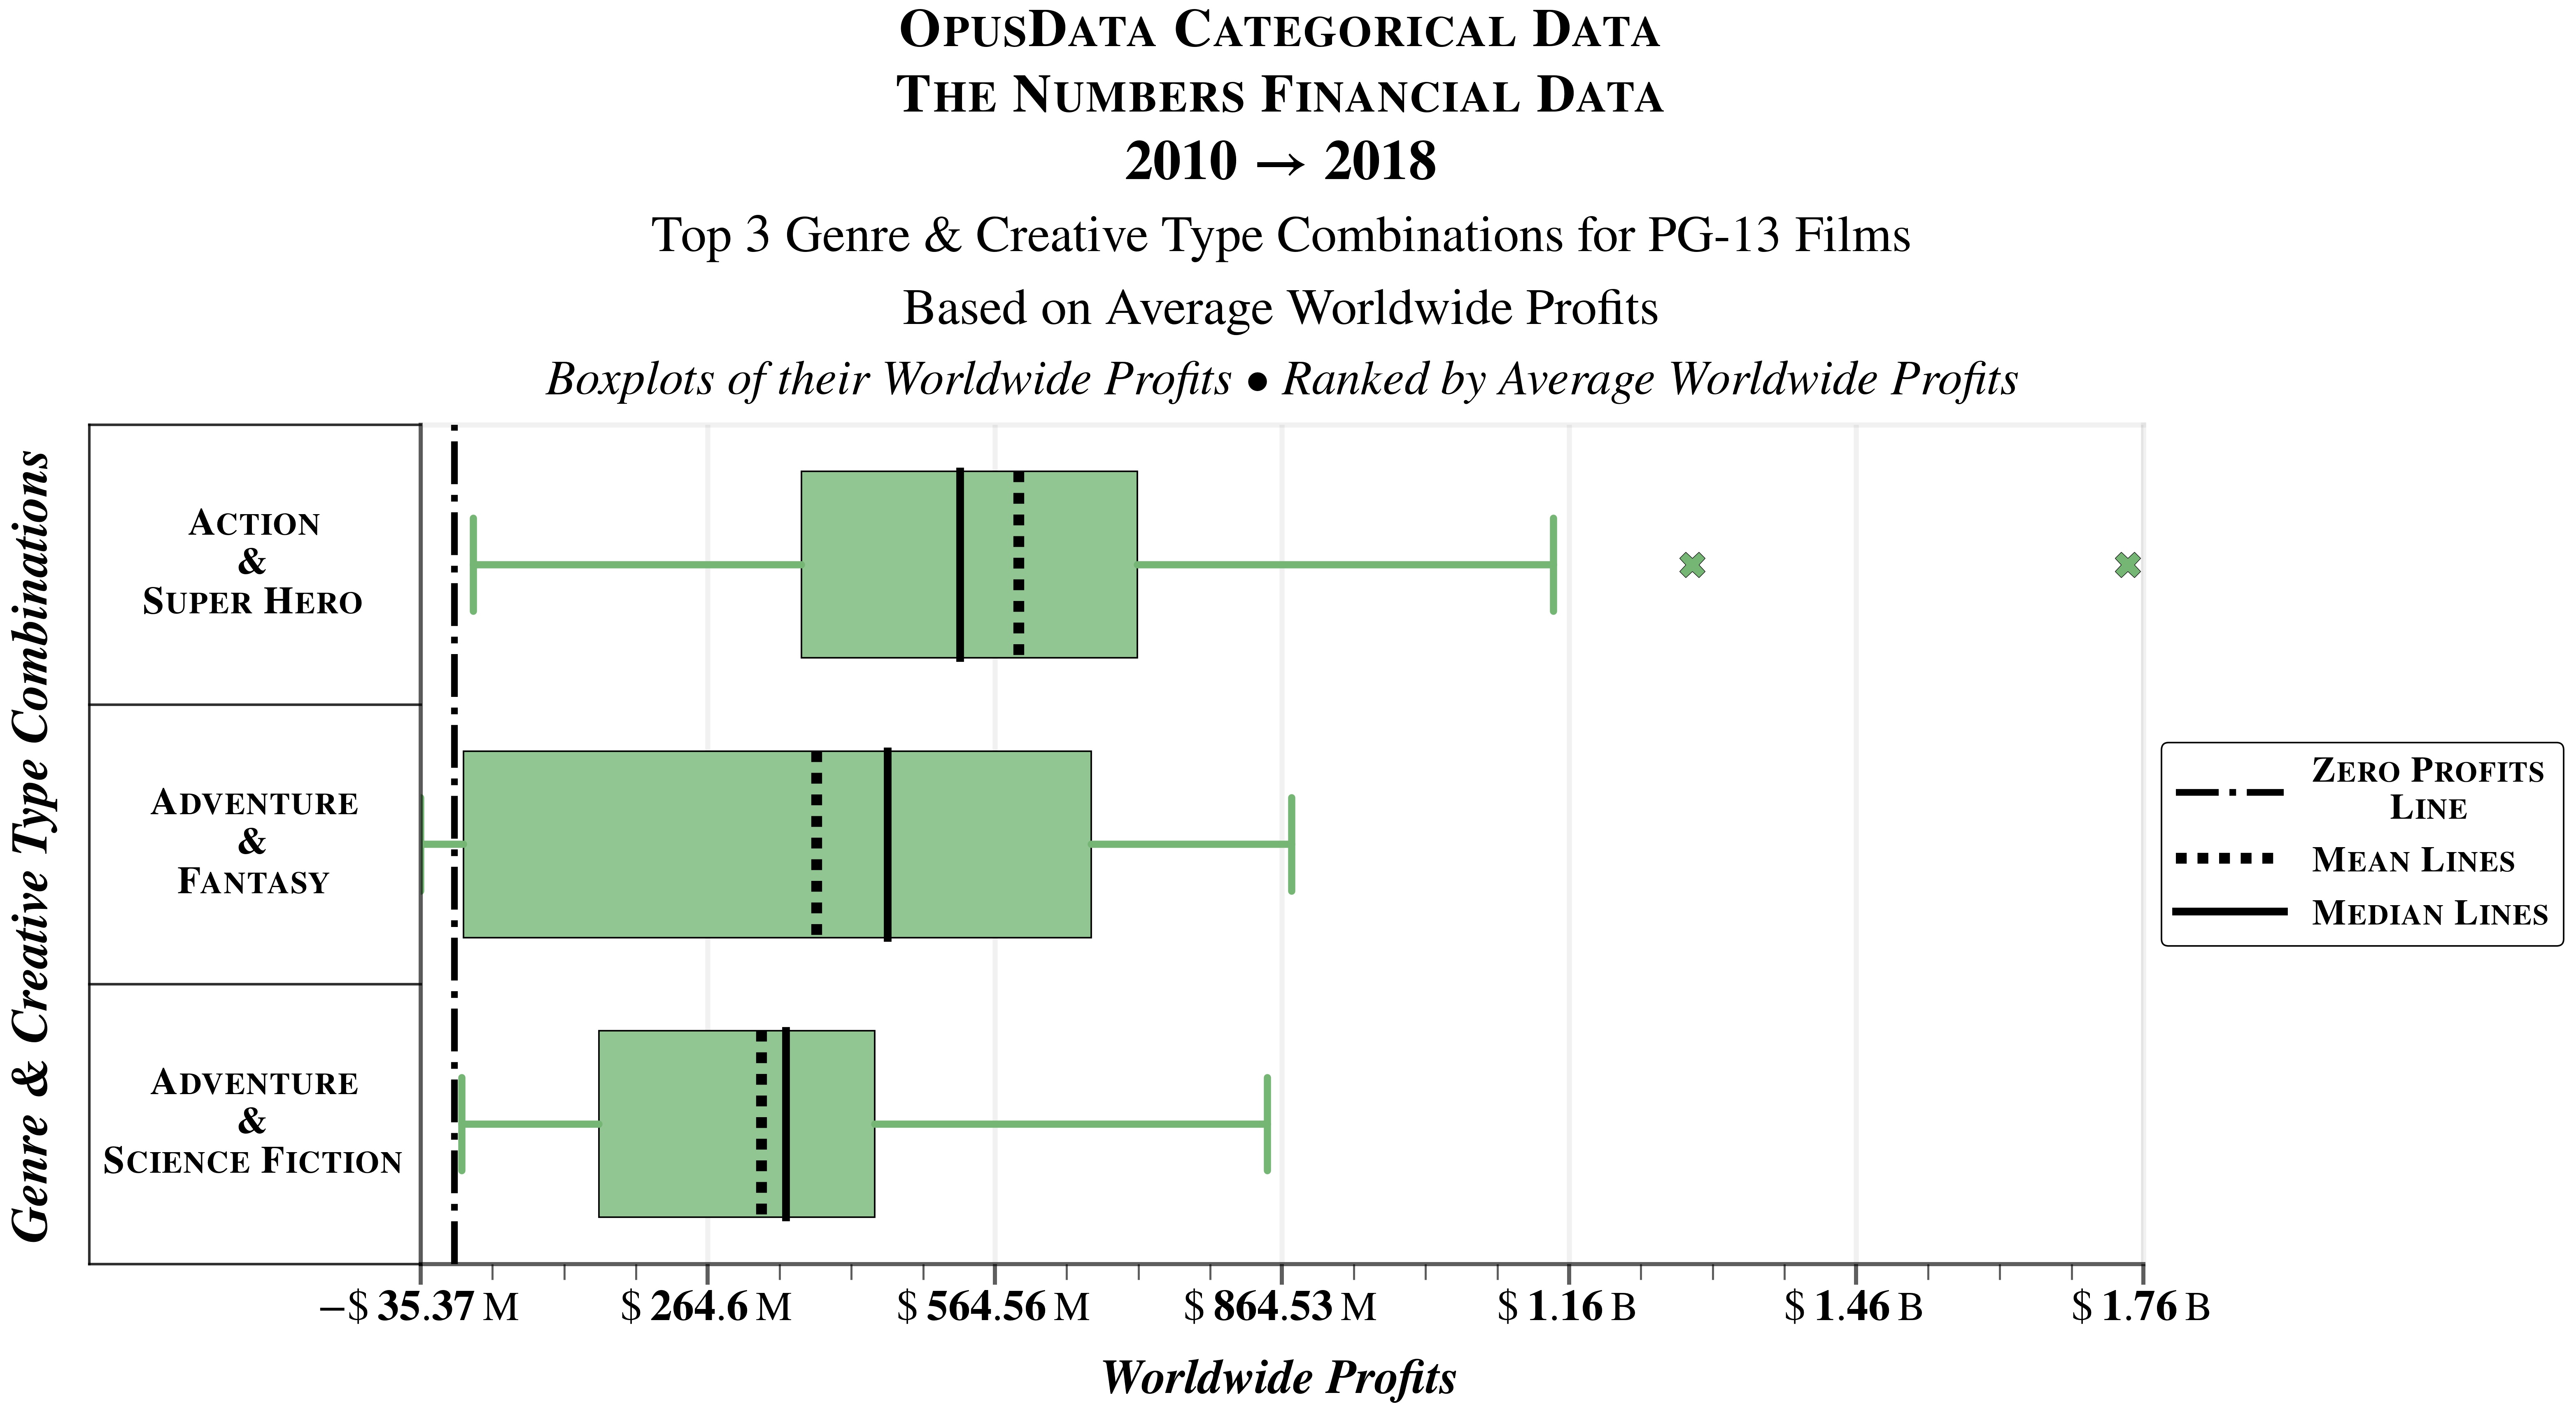 OpusData Categorical Data
The Numbers Financial Data
2010 → 2018
Top 3 Genre & Creative Type Combinations for PG-13 Films
Based on Average Worldwide Profits
Boxplots of their Worldwide Profits ● Ranked by Average Worldwide Profits
Genre & Creative Type Combinations
Action
&
Super Hero
Adventure
&
Fantasy
Adventure
&
Science Fiction
Zero Profits
Line
Mean Lines
Median Lines
−$ 35.37 M $ 264.6 M $ 564.56 M $ 864.53 M $ 1.16 B $ 1.46 B $ 1.76 B
Worldwide Profits